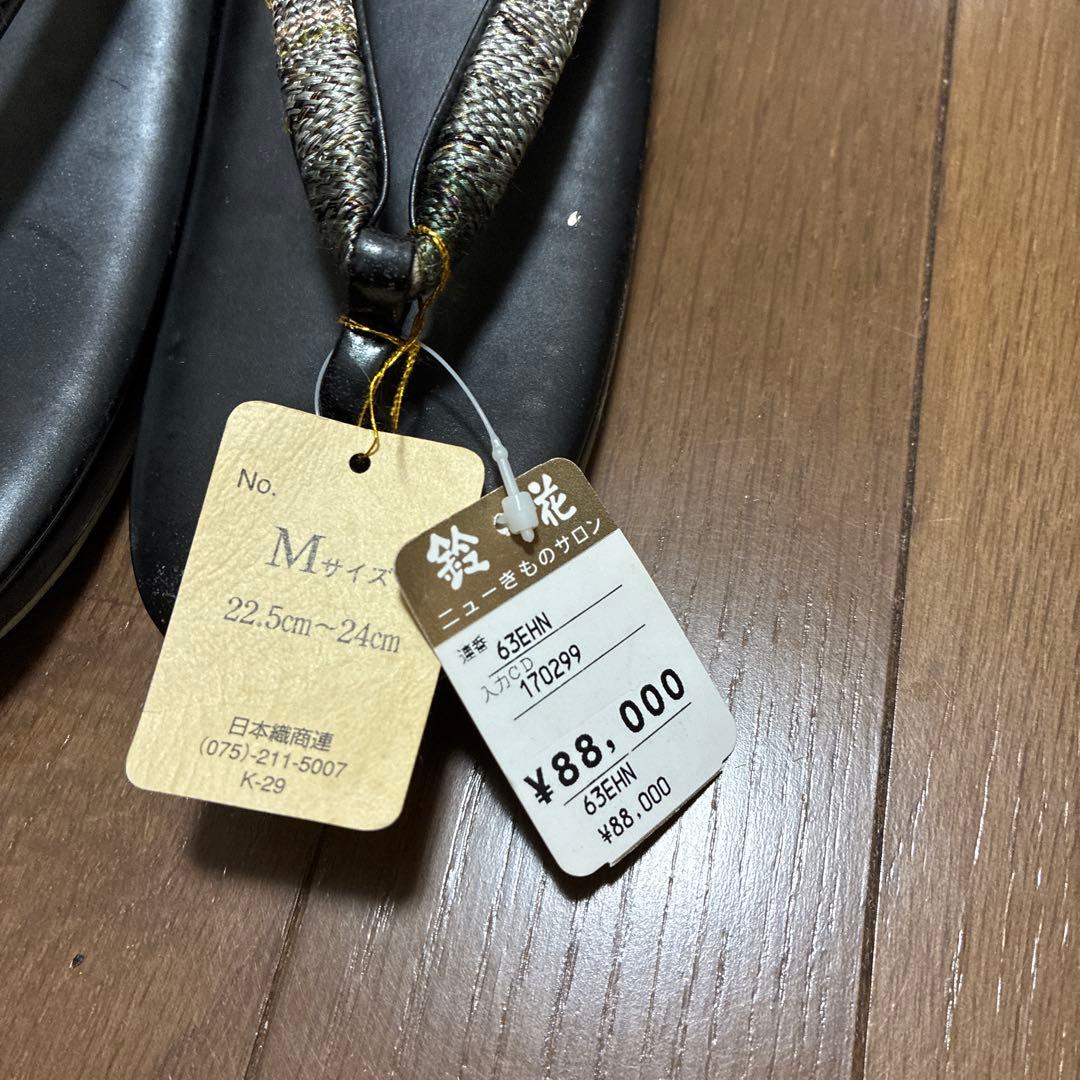 No.
Mサイズ
22.5cm～24cm
日本織商連
(075)-211-5007
K-29
鈴 花
ニューきものサロン
連番 63EHN
入力CD
170299
¥88,000
63EHN
¥88,000